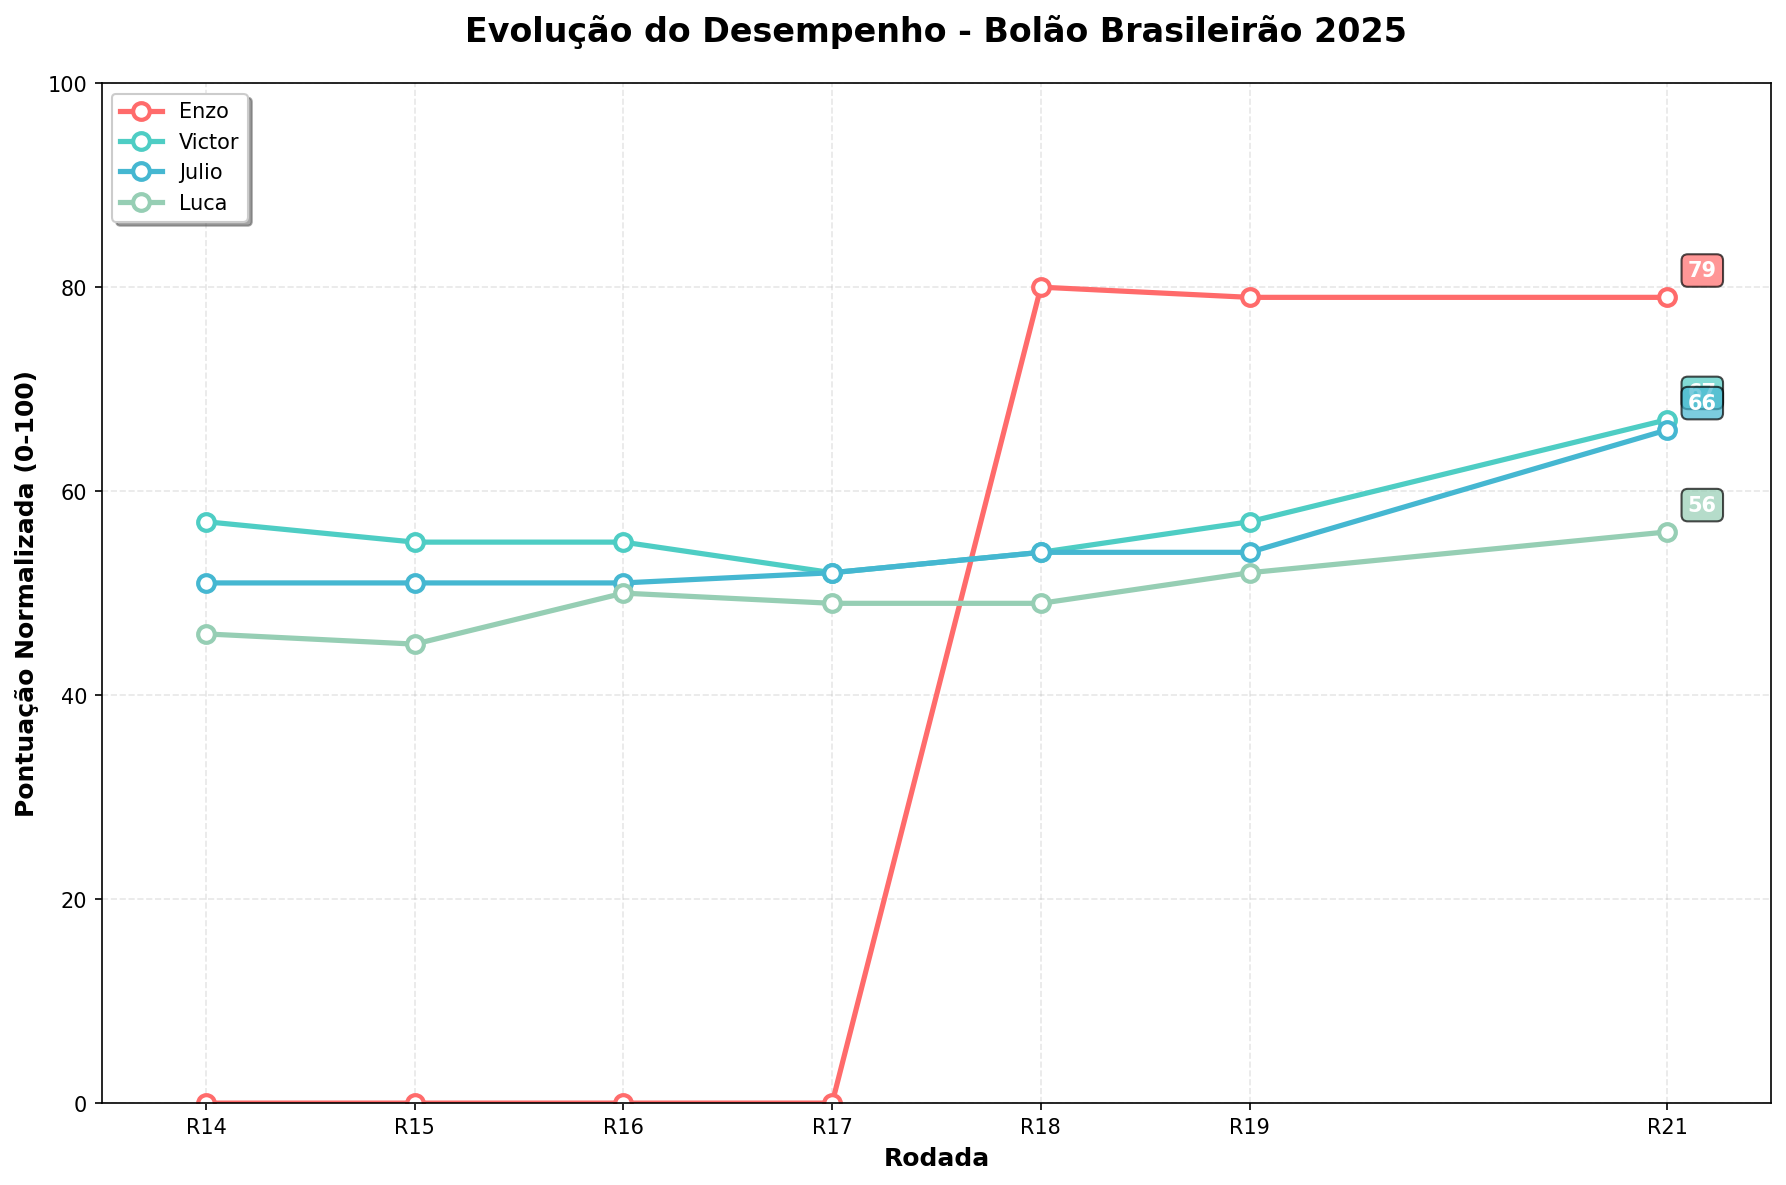 Evolução do Desempenho - Bolão Brasileirão 2025
Pontuação Normalizada (0-100)
100
80
60
40
20
0
Enzo
Victor
Julio
Luca
79
66
56
R14
R15
R16
R17
R18
R19
R21
Rodada